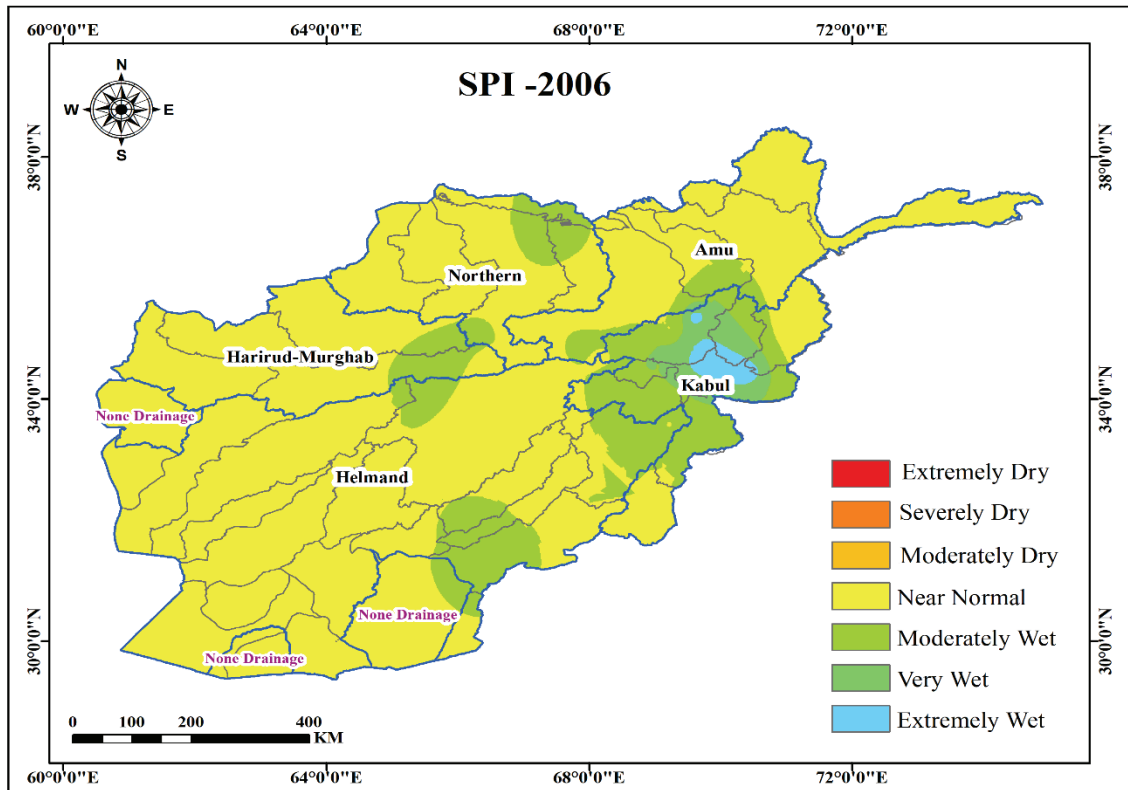 60°0'0"E 64°0'0"E 68°0'0"E 72°0'0"E
SPI -2006
N
W E
S
38°0'0"N 38°0'0"N
Amu
Northern
Harirud-Murghab
Kabul
34°0'0"N 34°0'0"N
None Drainage
Helmand
Extremely Dry
Severely Dry
Moderately Dry
Near Normal
Moderately Wet
Very Wet
Extremely Wet
None Drainage
30°0'0"N 30°0'0"N
None Drainage
0 100 200 400
KM
60°0'0"E 64°0'0"E 68°0'0"E 72°0'0"E